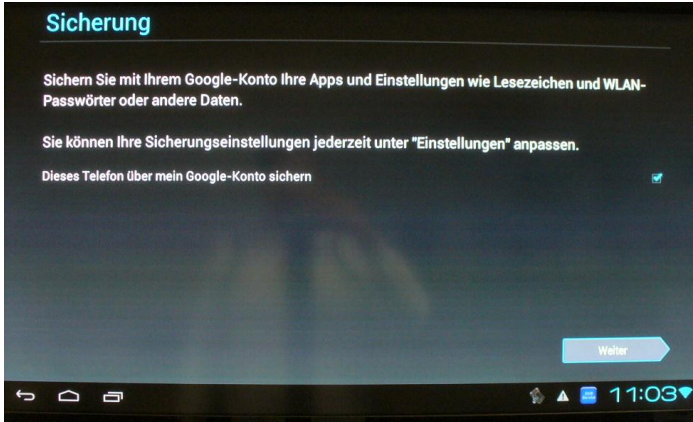 Sicherung
Sichern Sie mit Ihrem Google-Konto Ihre Apps und Einstellungen wie Lesezeichen und WLAN-
Passwörter oder andere Daten.
Sie können Ihre Sicherungseinstellungen jederzeit unter "Einstellungen" anpassen.
Dieses Telefon über mein Google-Konto sichern
Weiter
11:03